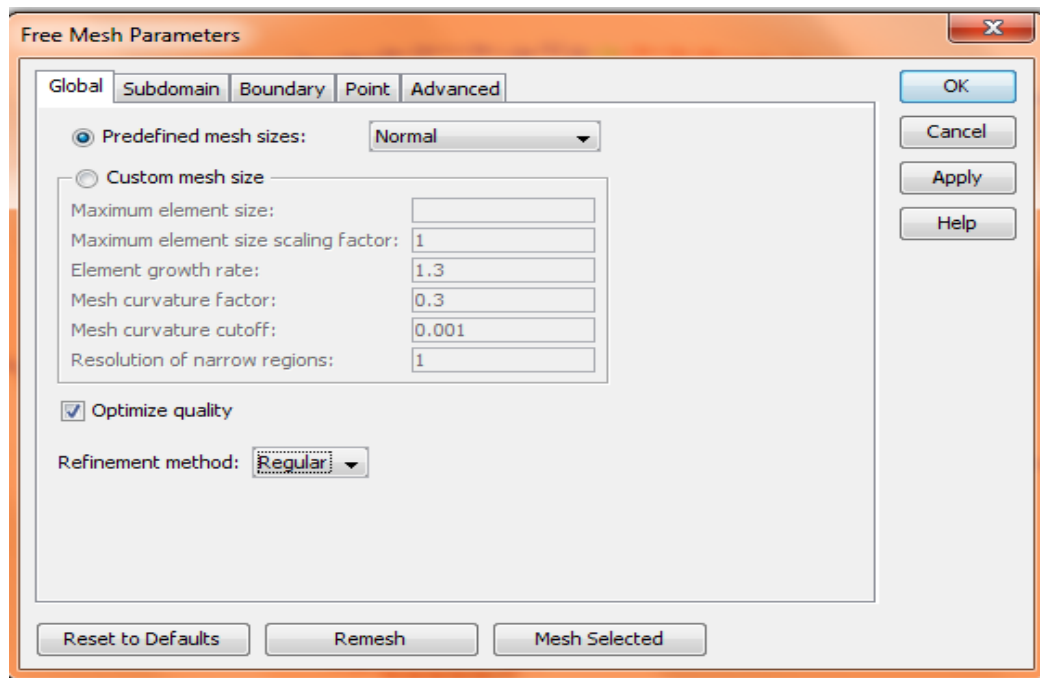 Free Mesh Parameters
Global Subdomain Boundary Point Advanced
OK
Predefined mesh sizes: Normal
Cancel
Custom mesh size
Apply
Maximum element size:
Maximum element size scaling factor: 1
Help
Element growth rate: 1.3
Mesh curvature factor: 0.3
Mesh curvature cutoff: 0.001
Resolution of narrow regions: 1
Optimize quality
Refinement method: Regular
Reset to Defaults Remesh Mesh Selected